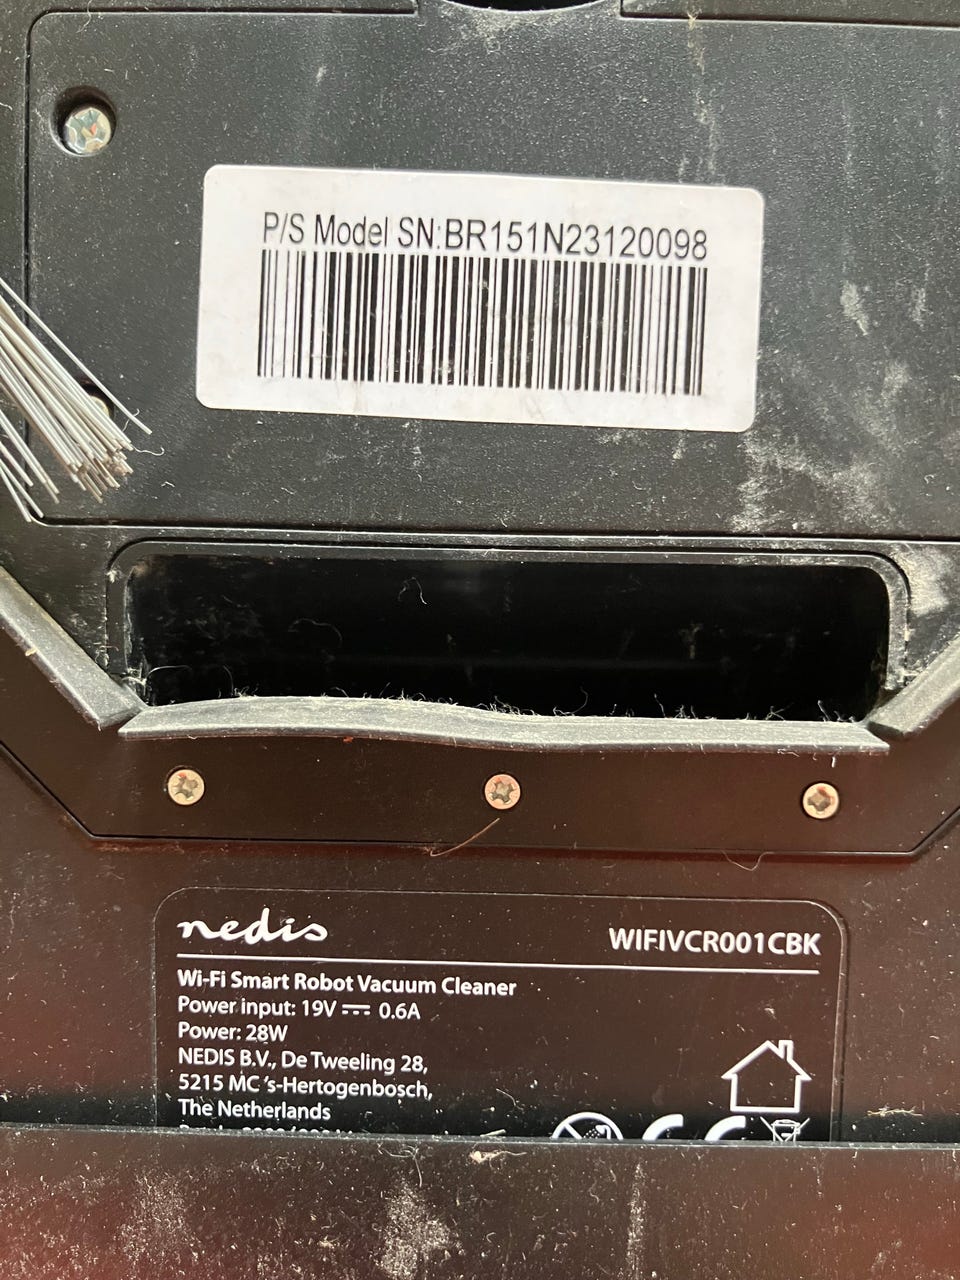 P/S Model SN:BR151N23120098
nedis
WIFIVCR001CBK
Wi-Fi Smart Robot Vacuum Cleaner
Power input: 19V ⎓ 0.6A
Power: 28W
NEDIS B.V., De Tweeling 28,
5215 MC 's-Hertogenbosch,
The Netherlands
CE